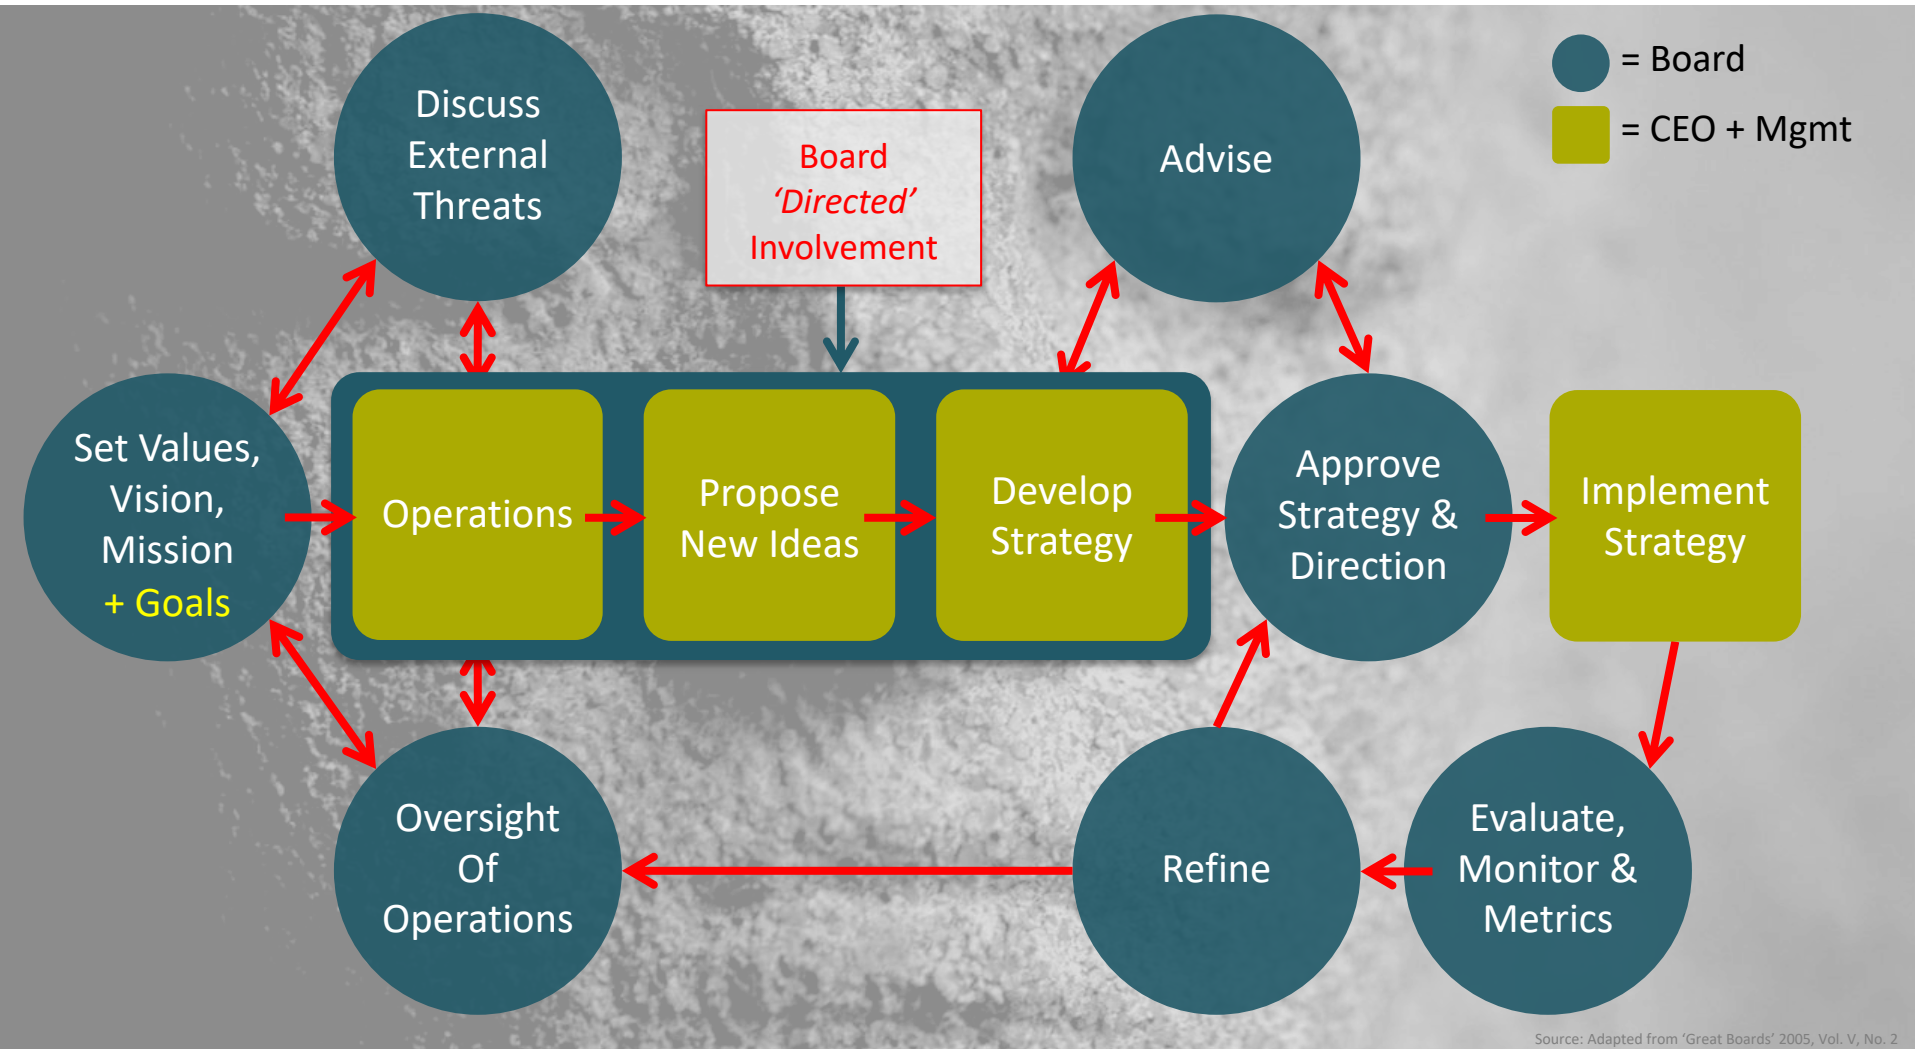 Discuss
External
Threats
Board
‘Directed’
Involvement
Advise
= Board
= CEO + Mgmt
Set Values,
Vision,
Mission
+ Goals
Operations
Propose
New Ideas
Develop
Strategy
Approve
Strategy &
Direction
Implement
Strategy
Oversight
Of
Operations
Refine
Evaluate,
Monitor &
Metrics
Source: Adapted from ‘Great Boards’ 2005, Vol. V, No. 2